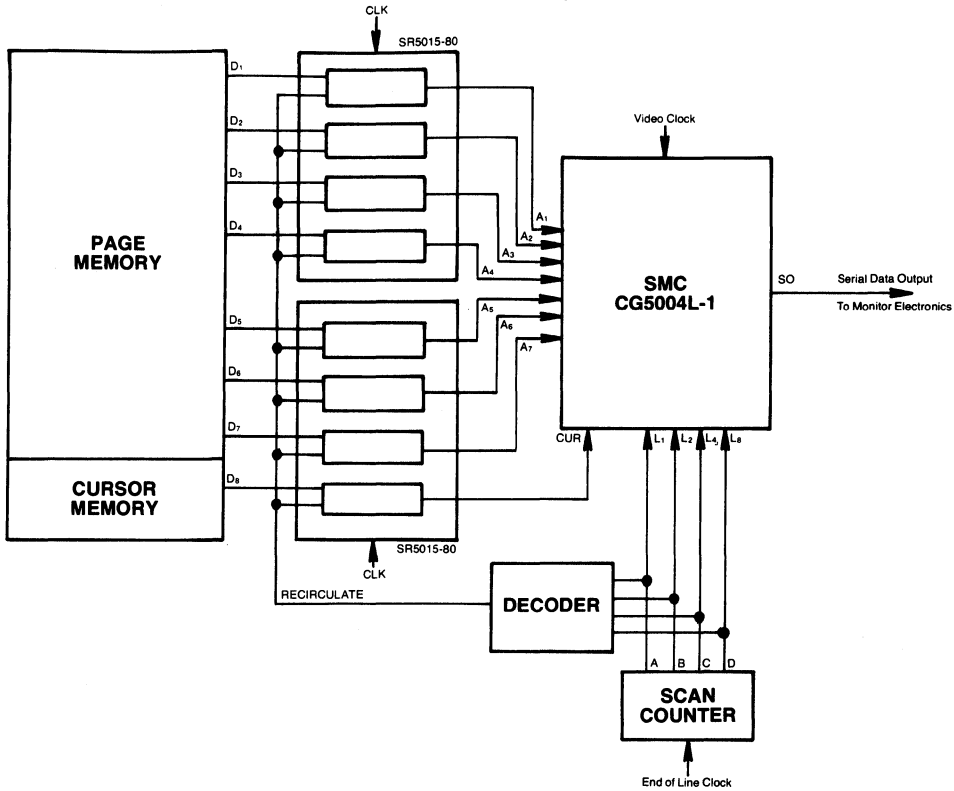 CLK
SR5015-80
D1
D2
D3
D4
PAGE
MEMORY
D5
D6
D7
D8
CURSOR
MEMORY
Video Clock
A1
A2
A3
A4
A5
A6
A7
SMC
CG5004L-1
SO
Serial Data Output
To Monitor Electronics
CUR
L1
L2
L4
L8
SR5015-80
CLK
RECIRCULATE
DECODER
A
B
C
D
SCAN
COUNTER
End of Line Clock